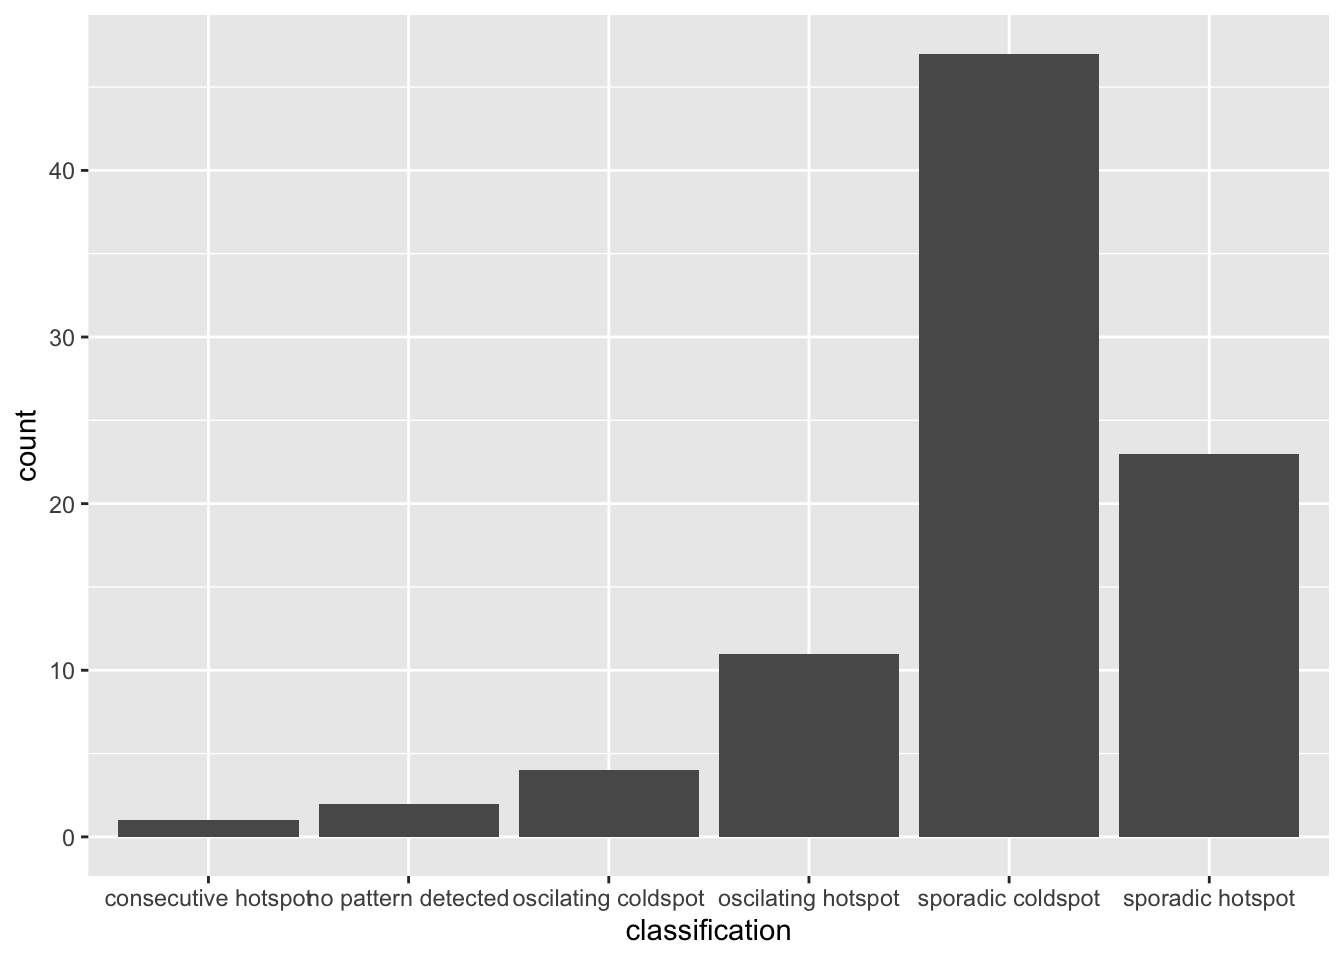 count
40
30
20
10
0
consecutive hotspot
no pattern detected
oscilating coldspot
oscilating hotspot
sporadic coldspot
sporadic hotspot
classification